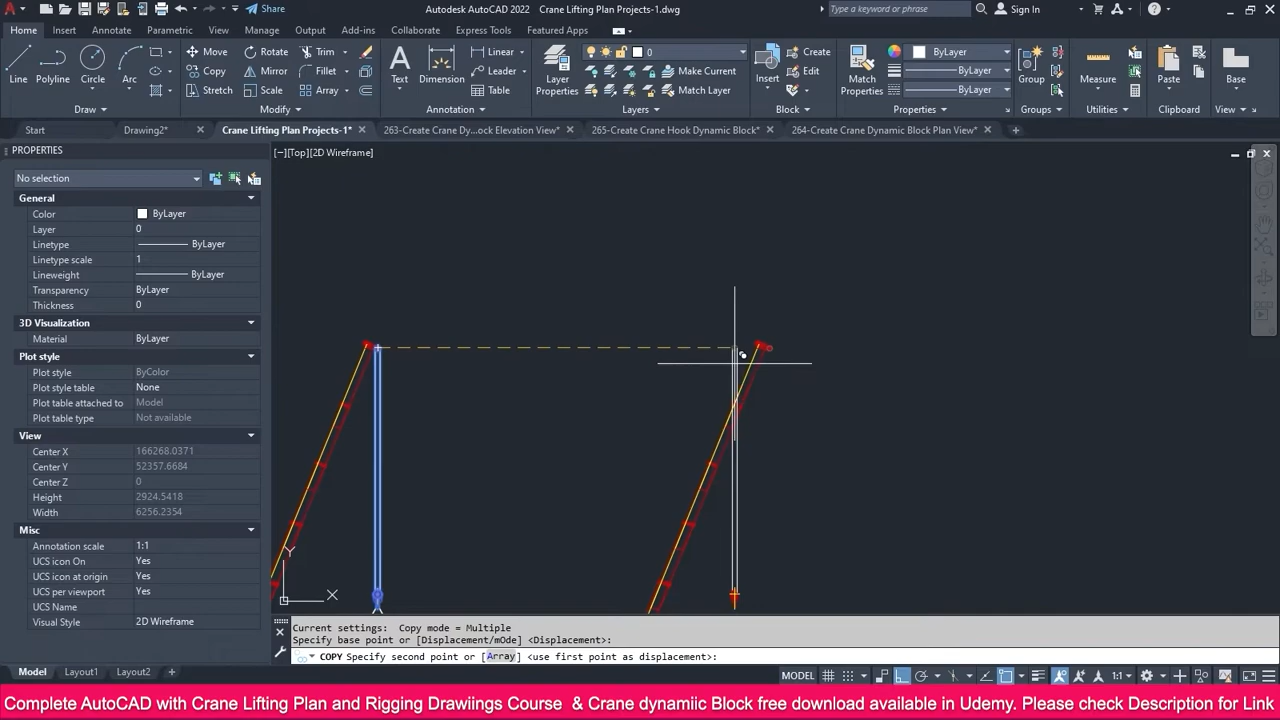 Share
Autodesk AutoCAD 2022 Crane Lifting Plan Projects-1.dwg
Type a keyword or phrase
Sign In
Home Insert Annotate Parametric View Manage Output Add-ins Collaborate Express Tools Featured Apps
Line Polyline Circle Arc
Move Rotate Trim
Copy Mirror Fillet
Stretch Scale Array
Text Dimension
Linear
Leader
Table
Layer Properties
0
Make Current
Match Layer
Insert
Create
Edit
Match Properties
ByLayer
ByLayer
ByLayer
Group
Measure
Paste
Base
Draw Modify Annotation Layers Block Properties Groups Utilities Clipboard View
Start Drawing2* Crane Lifting Plan Projects-1* 263-Create Crane Dy...ock Elevation View* 265-Create Crane Hook Dynamic Block* 264-Create Crane Dynamic Block Plan View*
PROPERTIES
[−][Top][2D Wireframe]
No selection
General
Color ByLayer
Layer 0
Linetype ByLayer
Linetype scale 1
Lineweight ByLayer
Transparency ByLayer
Thickness 0
3D Visualization
Material ByLayer
Plot style
Plot style ByColor
Plot style table None
Plot table attached to Model
Plot table type Not available
View
Center X 166268.0371
Center Y 52357.6684
Center Z 0
Height 2924.5418
Width 6256.2354
Misc
Annotation scale 1:1
UCS icon On Yes
UCS icon at origin Yes
UCS per viewport Yes
UCS Name
Visual Style 2D Wireframe
Y
X
Current settings: Copy mode = Multiple
Specify base point or [Displacement/mOde] <Displacement>:
COPY Specify second point or [Array] <use first point as displacement>:
Model Layout1 Layout2
MODEL
1:1
Complete AutoCAD with Crane Lifting Plan and Rigging Drawiings Course & Crane dynamiic Block free download available in Udemy. Please check Description for Link